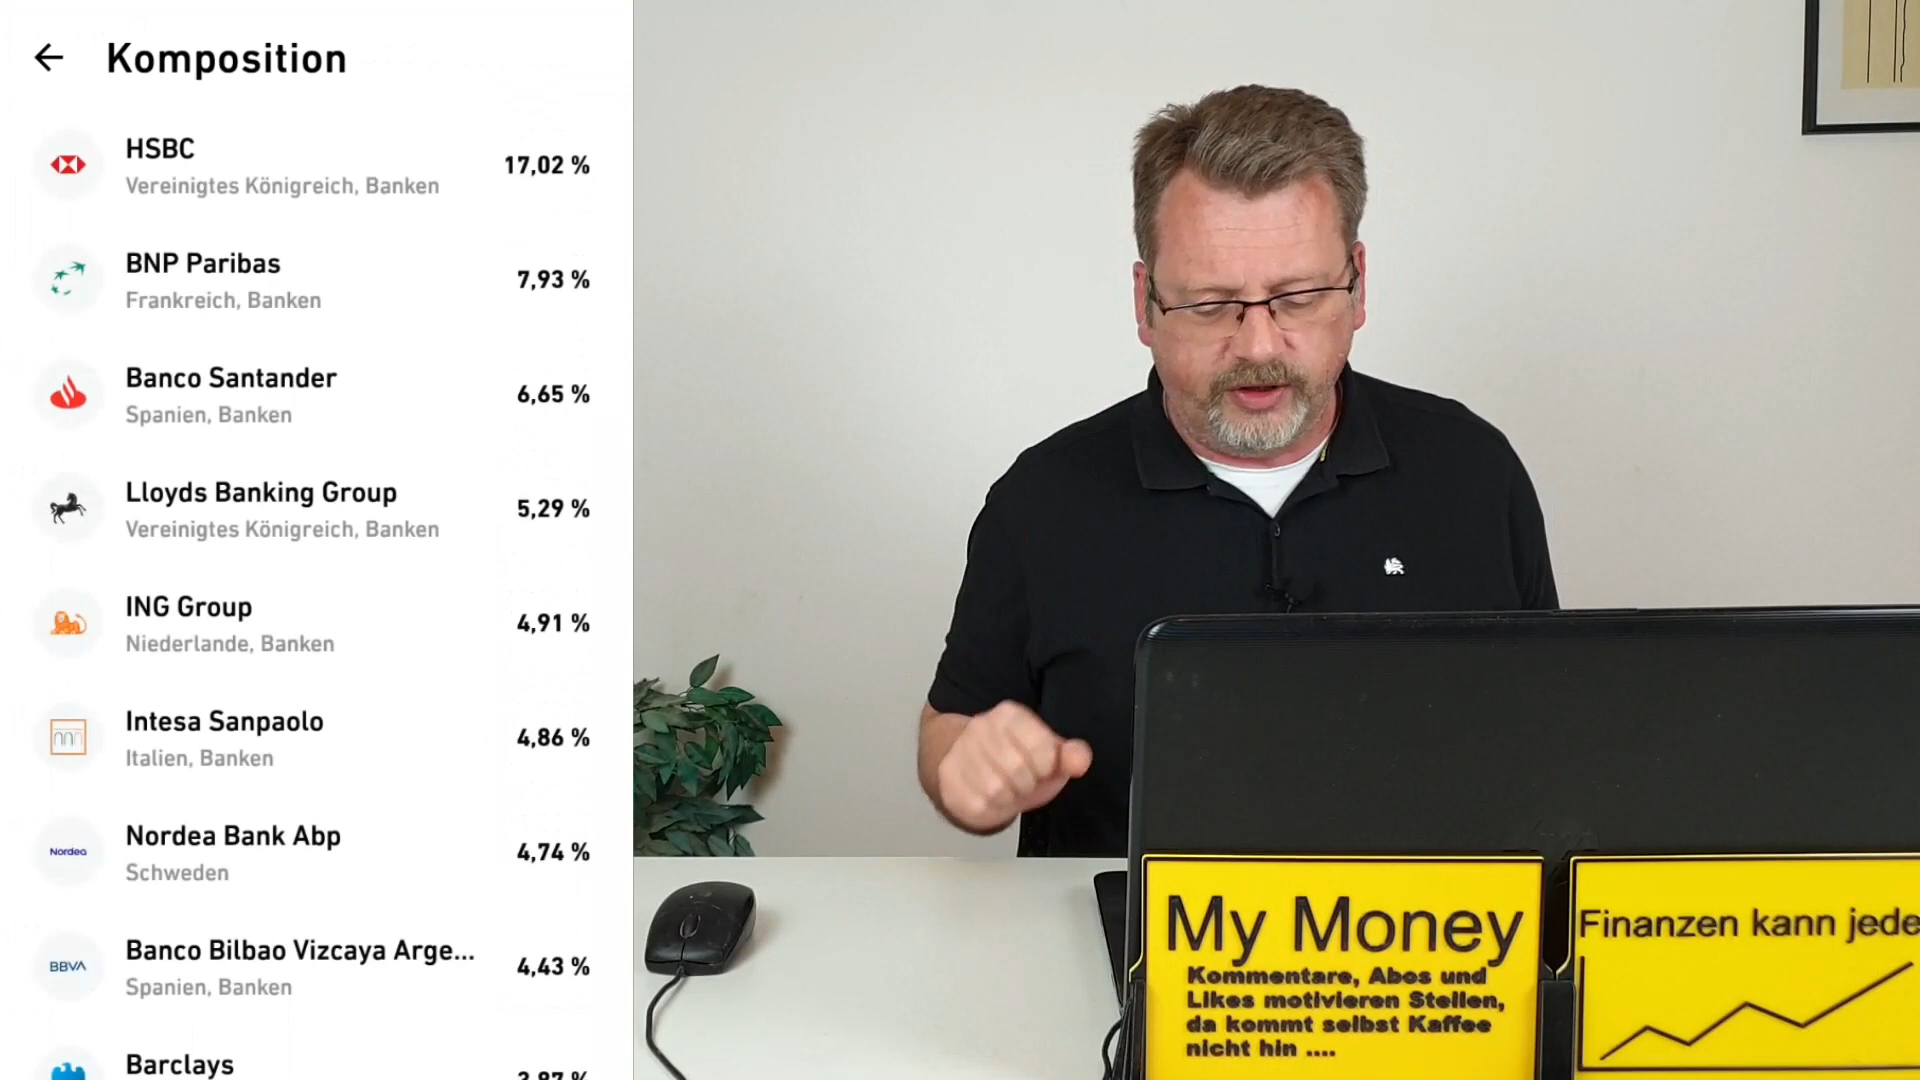 Komposition
HSBC
17,02 %
Vereinigtes Königreich, Banken
BNP Paribas
7,93 %
Frankreich, Banken
Banco Santander
6,65 %
Spanien, Banken
Lloyds Banking Group
5,29 %
Vereinigtes Königreich, Banken
ING Group
4,91 %
Niederlande, Banken
Intesa Sanpaolo
4,86 %
Italien, Banken
Nordea
Nordea Bank Abp
4,74 %
Schweden
BBVA
Banco Bilbao Vizcaya Arge...
4,43 %
Spanien, Banken
Barclays
3,87 %
My Money
Kommentare, Abos und
Likes motivieren Stellen,
da kommt selbst Kaffee
nicht hin ....
Finanzen kann jede